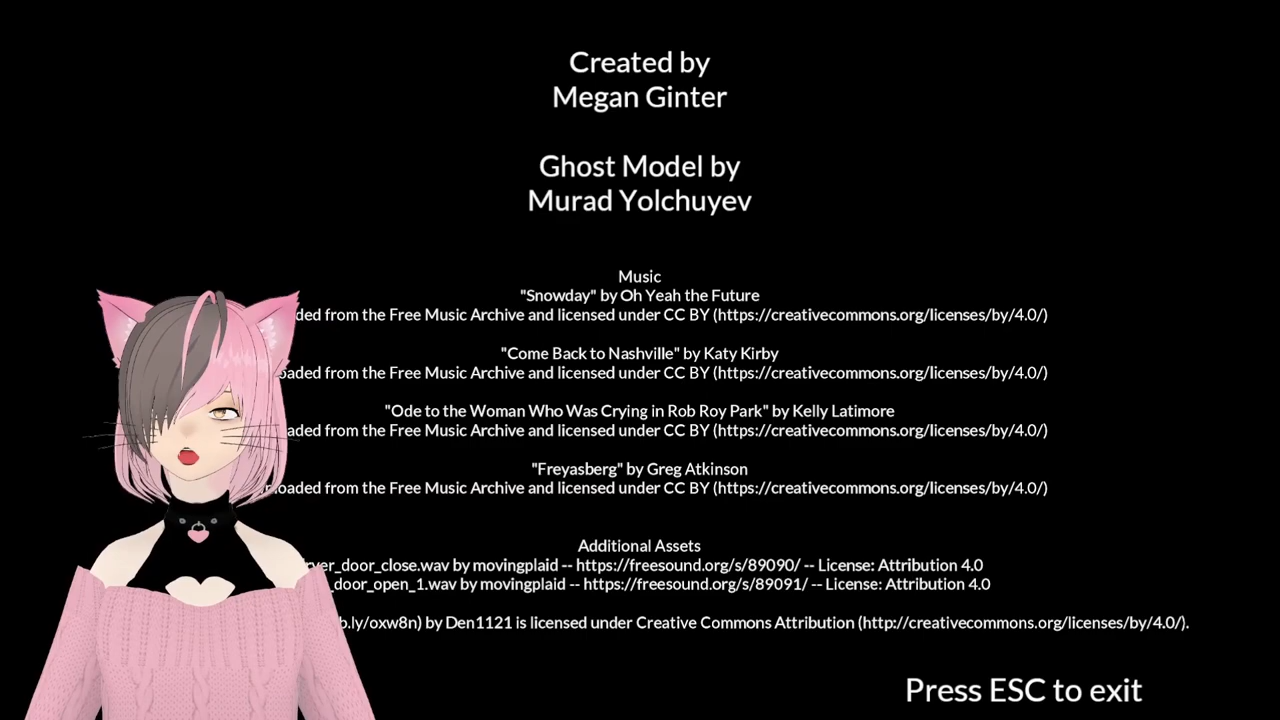 Created by
Megan Ginter
Ghost Model by
Murad Yolchuyev
Music
"Snowday" by Oh Yeah the Future
from the Free Music Archive and licensed under CC BY (https://creativecommons.org/licenses/by/4.0/)
"Come Back to Nashville" by Katy Kirby
from the Free Music Archive and licensed under CC BY (https://creativecommons.org/licenses/by/4.0/)
"Ode to the Woman Who Was Crying in Rob Roy Park" by Kelly Latimore
from the Free Music Archive and licensed under CC BY (https://creativecommons.org/licenses/by/4.0/)
"Freyasberg" by Greg Atkinson
from the Free Music Archive and licensed under CC BY (https://creativecommons.org/licenses/by/4.0/)
Additional Assets
_door_close.wav by movingplaid -- https://freesound.org/s/89090/ -- License: Attribution 4.0
_door_open_1.wav by movingplaid -- https://freesound.org/s/89091/ -- License: Attribution 4.0
b.ly/oxw8n) by Den1121 is licensed under Creative Commons Attribution (http://creativecommons.org/licenses/by/4.0/).
Press ESC to exit